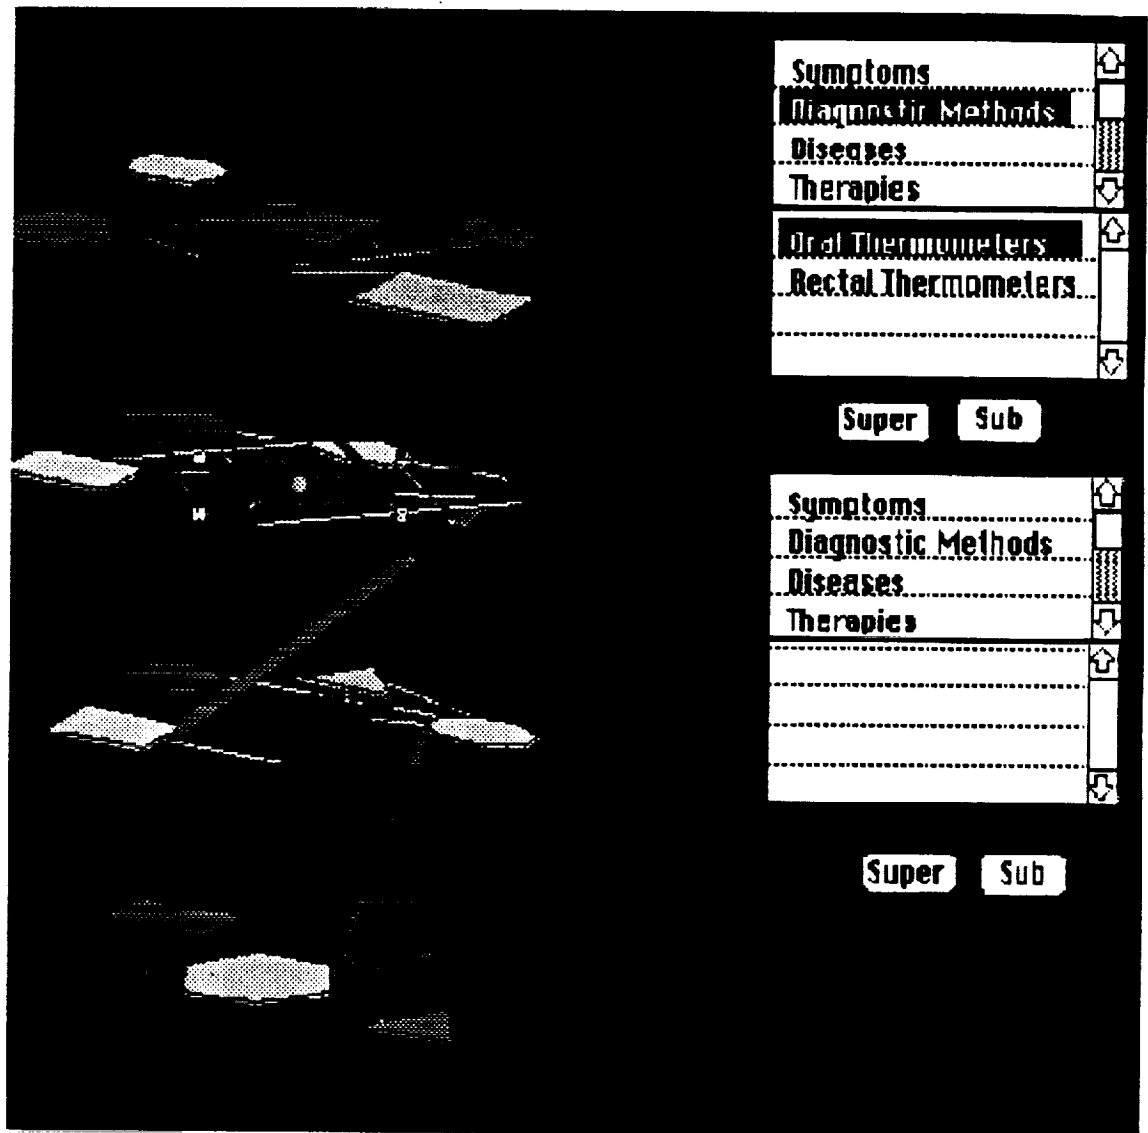 Symptoms
Diagnostic Methods
Diseases
Therapies
Oral Thermometers
Rectal Thermometers
Super Sub
Symptoms
Diagnostic Methods
Diseases
Therapies
Super Sub